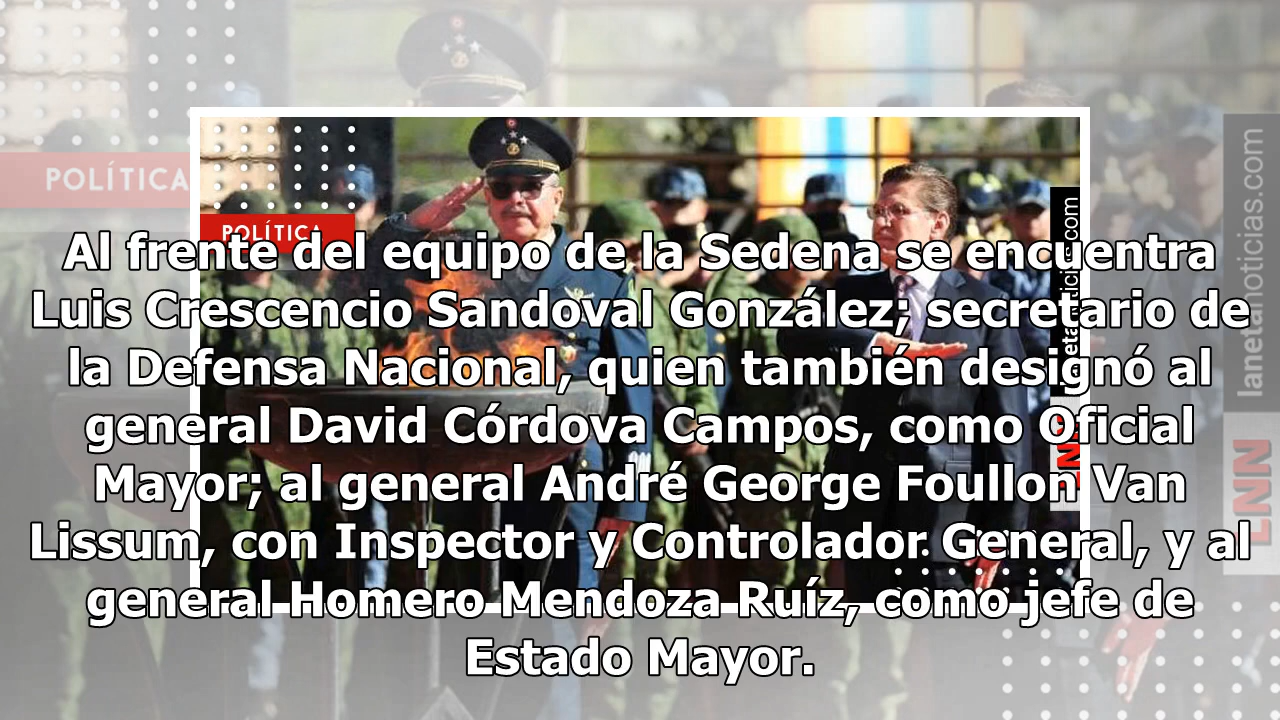 POLÍTICA
POLÍTICA
Al frente del equipo de la Sedena se encuentra
Luis Crescencio Sandoval González; secretario de
la Defensa Nacional, quien también designó al
general David Córdova Campos, como Oficial
Mayor; al general André George Foullon Van
Lissum, con Inspector y Controlador General, y al
general Homero Mendoza Ruíz, como jefe de
Estado Mayor.
lanetanoticias.com
LNN